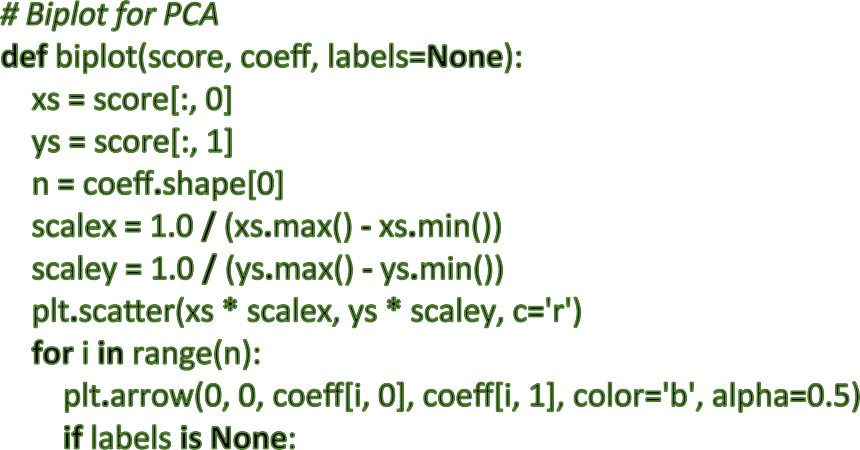 # Biplot for PCA
def biplot(score, coeff, labels=None):
    xs = score[:, 0]
    ys = score[:, 1]
    n = coeff.shape[0]
    scalex = 1.0 / (xs.max() - xs.min())
    scaley = 1.0 / (ys.max() - ys.min())
    plt.scatter(xs * scalex, ys * scaley, c='r')
    for i in range(n):
        plt.arrow(0, 0, coeff[i, 0], coeff[i, 1], color='b', alpha=0.5)
        if labels is None: